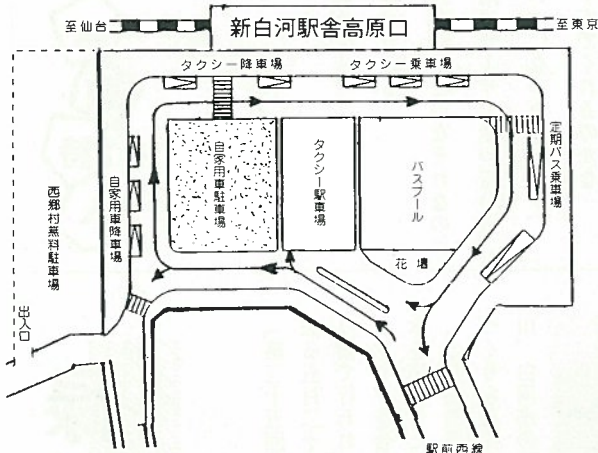 新白河駅舎高原口
至仙台
至東京
タクシー降車場
タクシー乗車場
自家用車駐車場
タクシー駐車場
バスプール
定期バス乗車場
自家用車降車場
西郷村無料駐車場
花壇
出入口
駅前西線